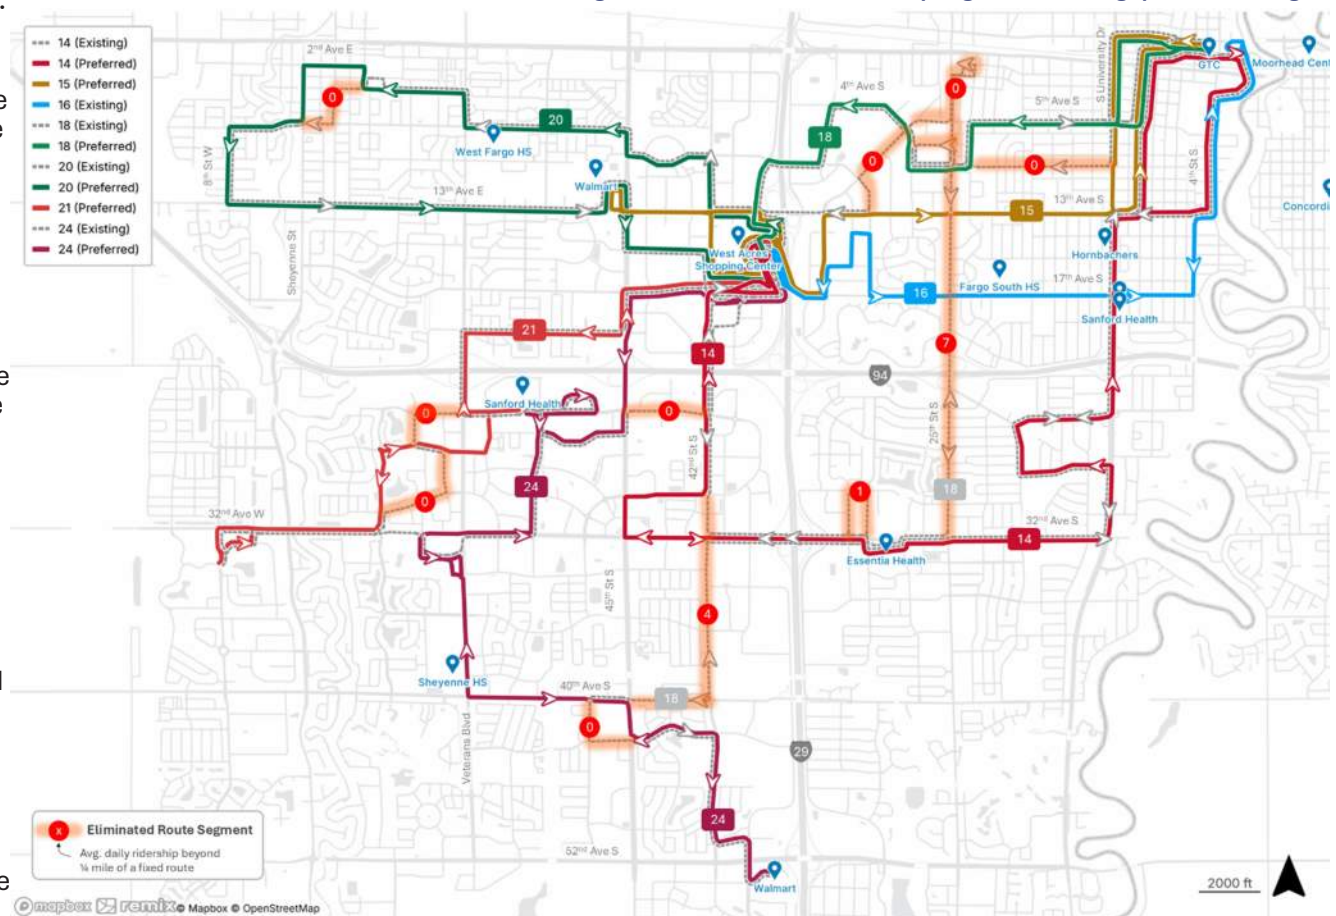 14 (Existing)
14 (Preferred)
15 (Preferred)
16 (Existing)
18 (Existing)
18 (Preferred)
20 (Existing)
20 (Preferred)
21 (Preferred)
24 (Existing)
24 (Preferred)
2nd Ave E
0
20
West Fargo HS
Walmart
8th St W
13th Ave E
Sheyenne St
S University Dr
GTC
Moorhead Cent
4th Ave S
5th Ave S
0
18
0
0
4th St S
13th Ave S
15
Concordi
Hornbachers
West Acres
Shopping Center
Fargo South HS
17th Ave S
16
Sanford Health
21
14
7
94
Sanford Health
0
0
42nd St S
25th St S
24
0
1
18
32nd Ave W
32nd Ave S
14
Essentia Health
45th St S
4
Sheyenne HS
40th Ave S
18
0
Veterans Blvd
29
24
52nd Ave S
Walmart
x Eliminated Route Segment
Avg. daily ridership beyond
¼ mile of a fixed route
2000 ft
mapbox remix © Mapbox © OpenStreetMap